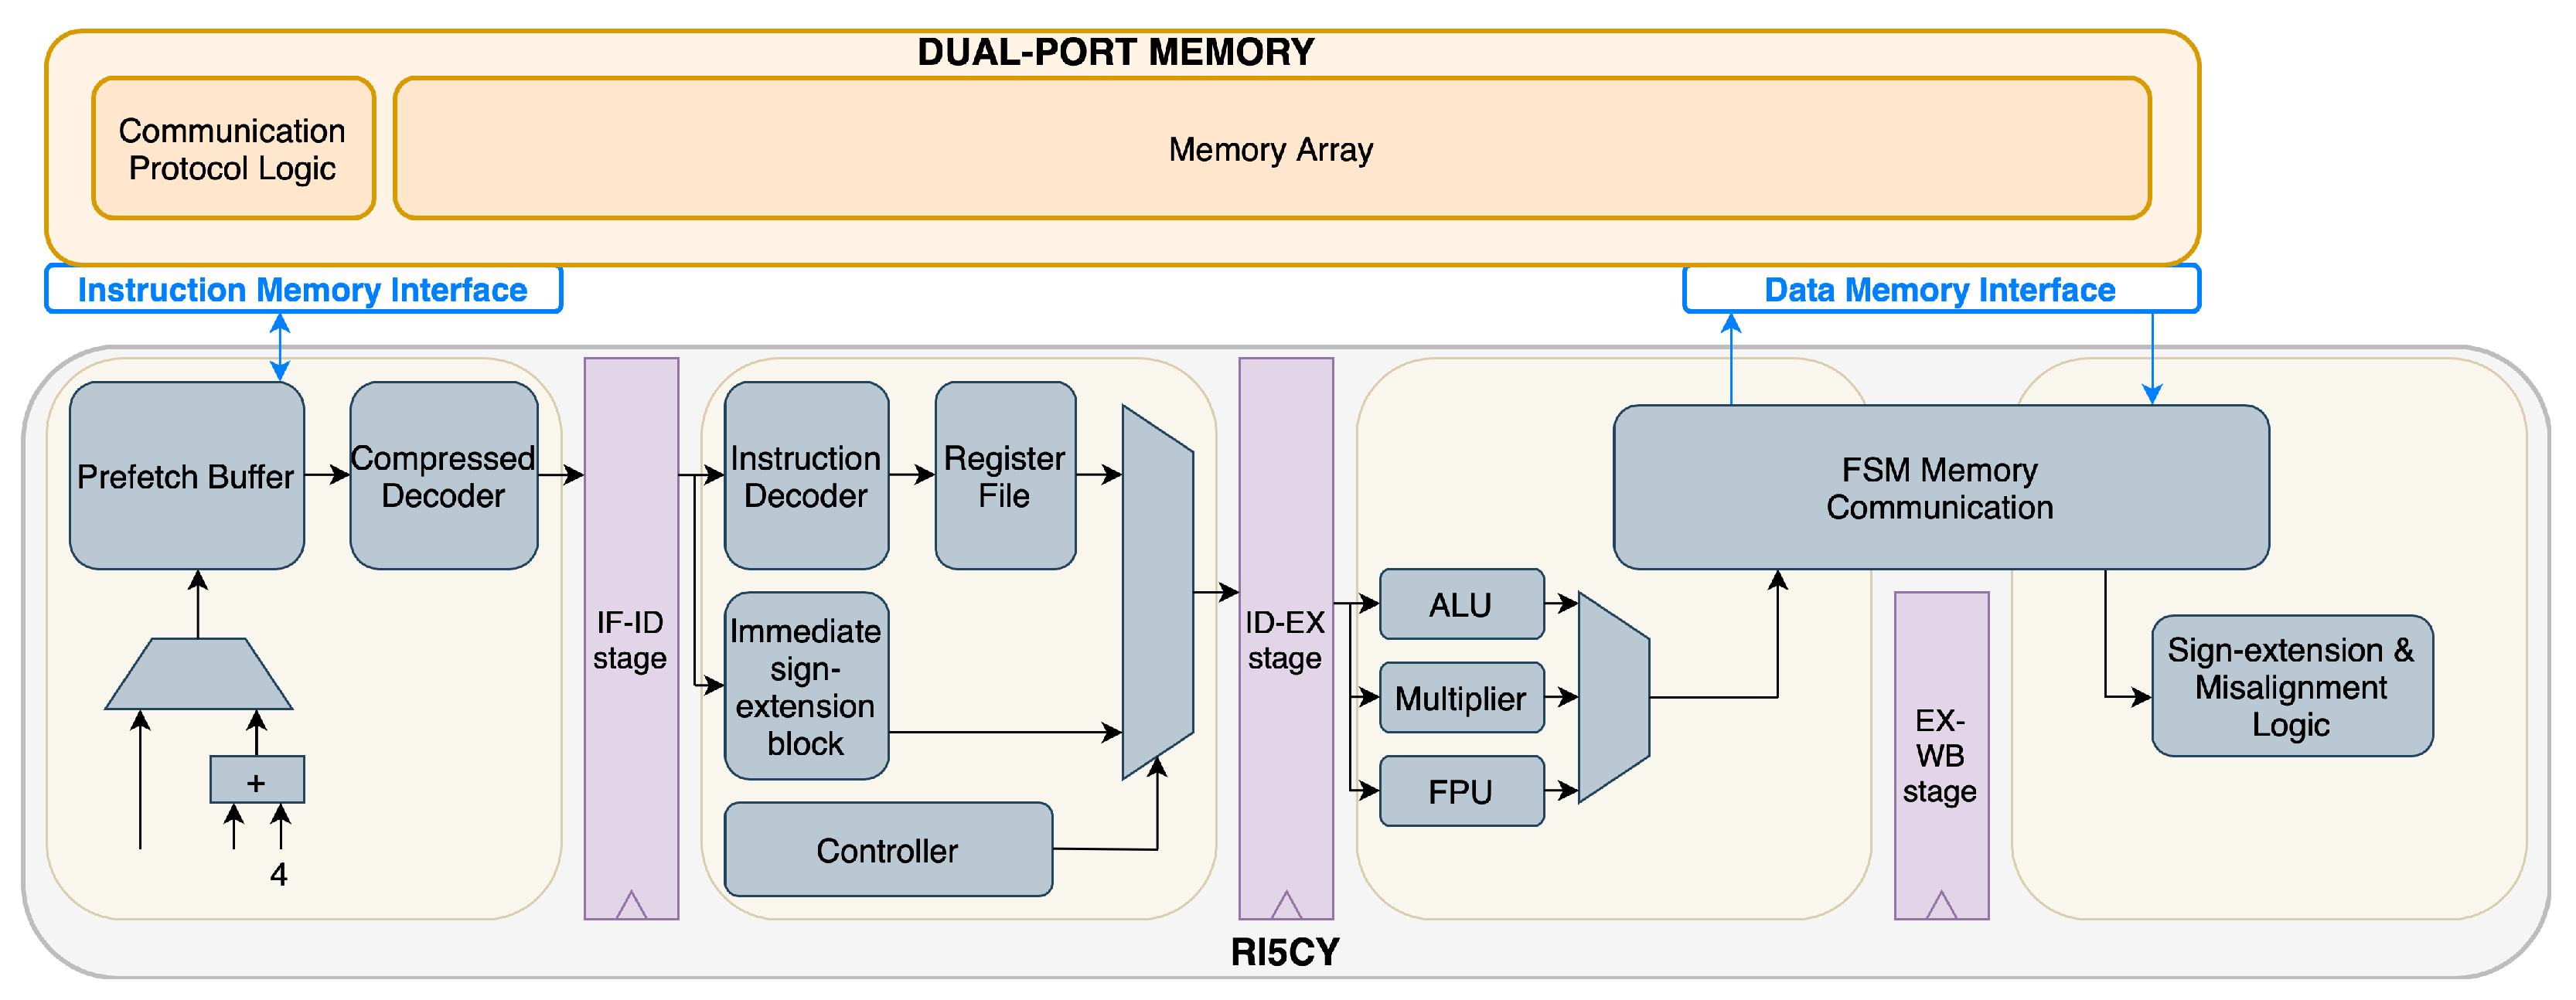 DUAL-PORT MEMORY
Communication
Protocol Logic
Memory Array
Instruction Memory Interface
Data Memory Interface
Prefetch Buffer
Compressed
Decoder
+
4
IF-ID
stage
Instruction
Decoder
Register
File
Immediate
sign-
extension
block
Controller
ID-EX
stage
ALU
Multiplier
FPU
FSM Memory
Communication
EX-
WB
stage
Sign-extension &
Misalignment
Logic
RI5CY